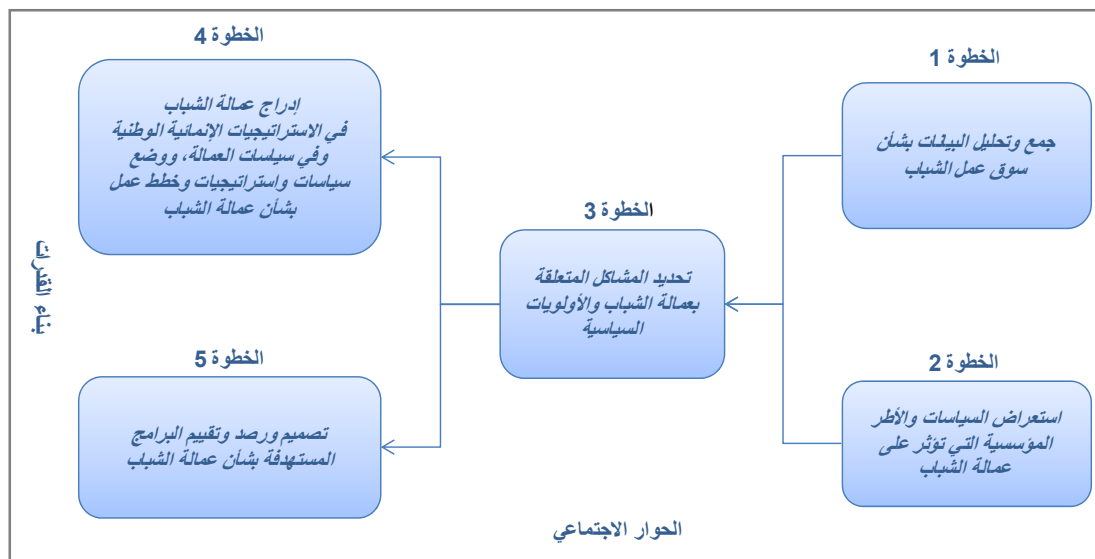 الخطوة 1
جمع وتحليل البيانات بشأن
سوق عمل الشباب
الخطوة 2
استعراض السياسات والأطر
المؤسسية التي تؤثر على
عمالة الشباب
الخطوة 3
تحديد المشاكل المتعلقة
بعمالة الشباب والأولويات
السياسية
الخطوة 4
إدراج عمالة الشباب
في الاستراتيجيات الإنمائية الوطنية
وفي سياسات العمالة، ووضع
سياسات واستراتيجيات وخطط عمل
بشأن عمالة الشباب
الخطوة 5
تصميم ورصد وتقييم البرامج
المستهدفة بشأن عمالة الشباب
بناء القدرات
الحوار الاجتماعي